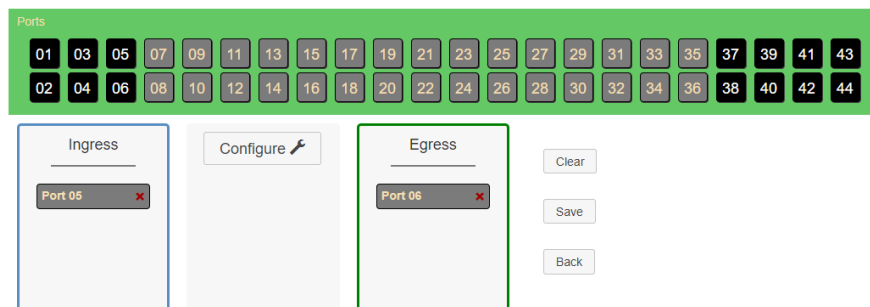 Ports
01 03 05 07 09 11 13 15 17 19 21 23 25 27 29 31 33 35 37 39 41 43
02 04 06 08 10 12 14 16 18 20 22 24 26 28 30 32 34 36 38 40 42 44
Ingress
Port 05
Configure
Egress
Port 06
Clear
Save
Back